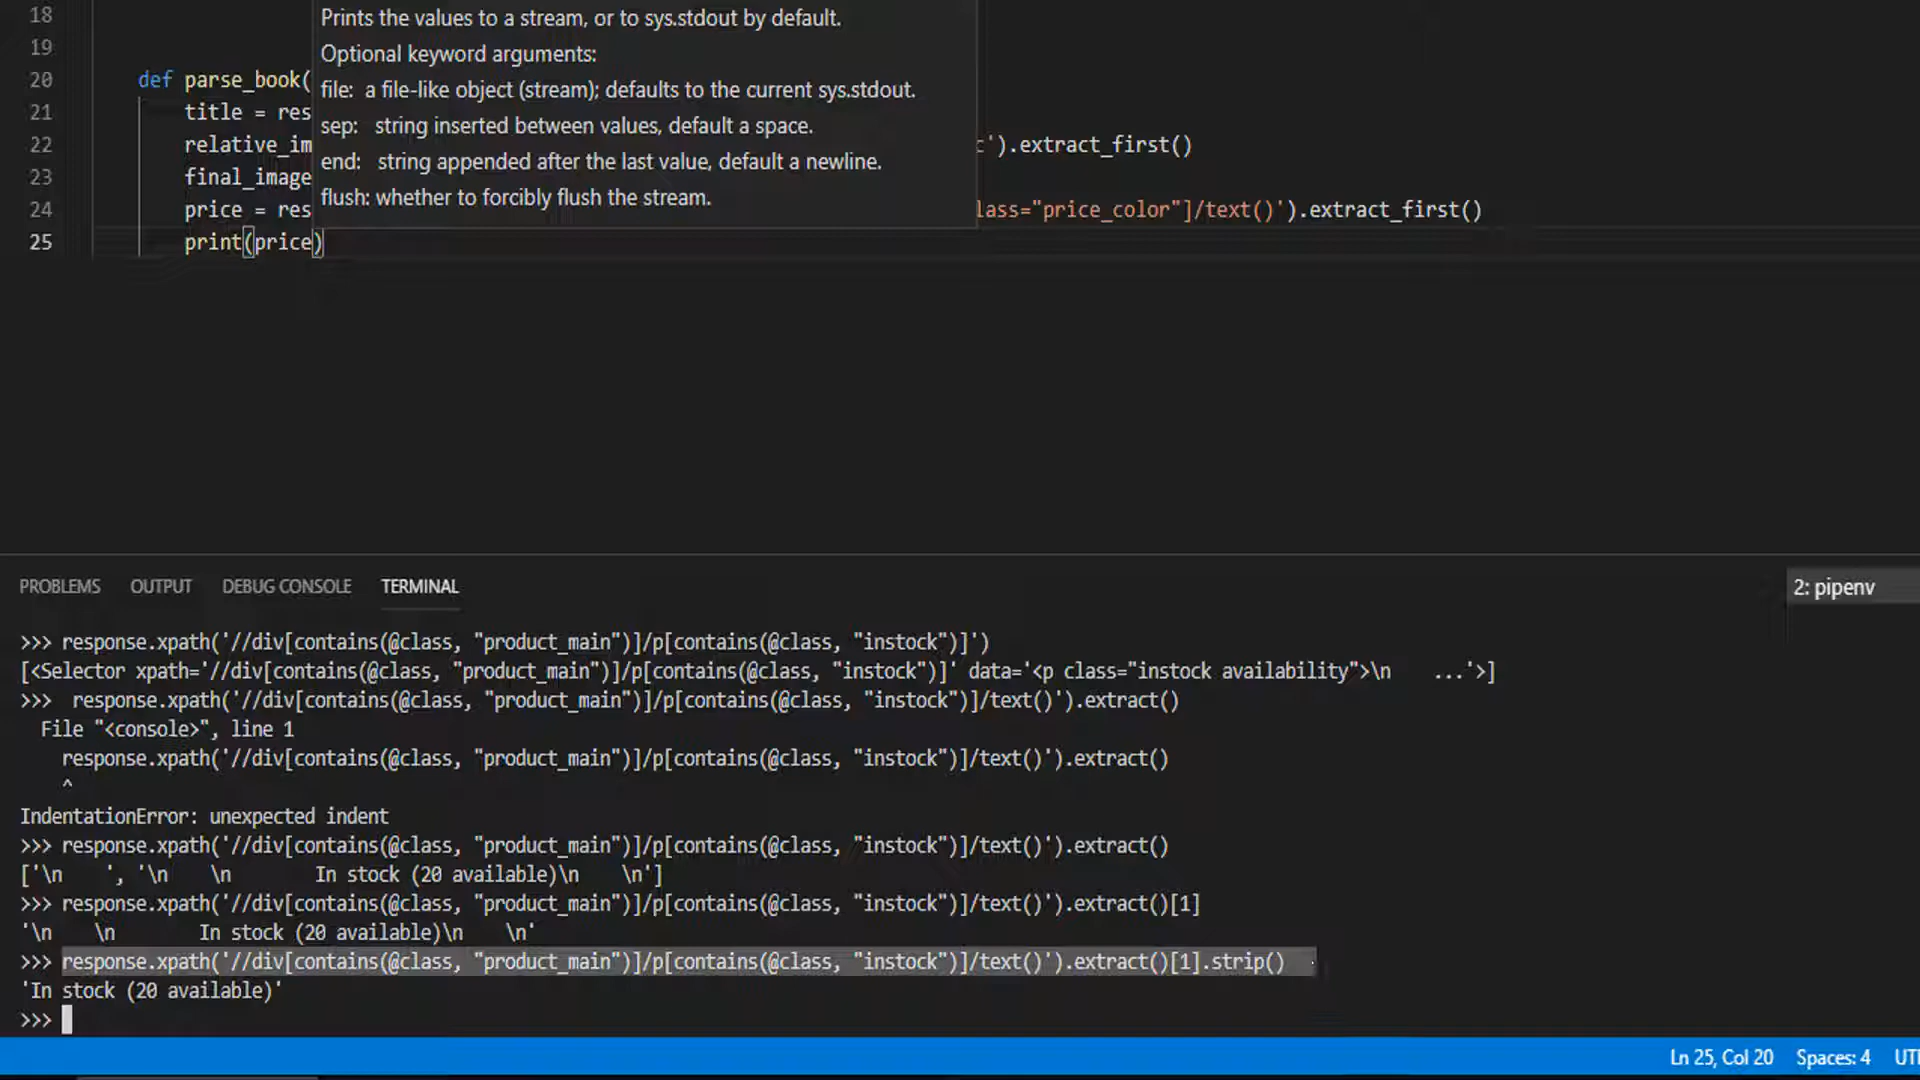 18
Prints the values to a stream, or to sys.stdout by default.
19
Optional keyword arguments:
20 def parse_book(
file: a file-like object (stream); defaults to the current sys.stdout.
21 title = res
sep: string inserted between values, default a space.
22 relative_im ').extract_first()
end: string appended after the last value, default a newline.
23 final_image
flush: whether to forcibly flush the stream.
24 price = res lass="price_color"]/text()').extract_first()
25 print(price)
PROBLEMS OUTPUT DEBUG CONSOLE TERMINAL 2: pipenv
>>> response.xpath('//div[contains(@class, "product_main")]/p[contains(@class, "instock")]')
[<Selector xpath='//div[contains(@class, "product_main")]/p[contains(@class, "instock")]' data='<p class="instock availability">\n    ...'>]
>>>  response.xpath('//div[contains(@class, "product_main")]/p[contains(@class, "instock")]/text()').extract()
  File "<console>", line 1
    response.xpath('//div[contains(@class, "product_main")]/p[contains(@class, "instock")]/text()').extract()
    ^
IndentationError: unexpected indent
>>> response.xpath('//div[contains(@class, "product_main")]/p[contains(@class, "instock")]/text()').extract()
['\n    ', '\n    \n        In stock (20 available)\n    \n']
>>> response.xpath('//div[contains(@class, "product_main")]/p[contains(@class, "instock")]/text()').extract()[1]
'\n    \n        In stock (20 available)\n    \n'
>>> response.xpath('//div[contains(@class, "product_main")]/p[contains(@class, "instock")]/text()').extract()[1].strip()
'In stock (20 available)'
>>>
Ln 25, Col 20 Spaces: 4 UT